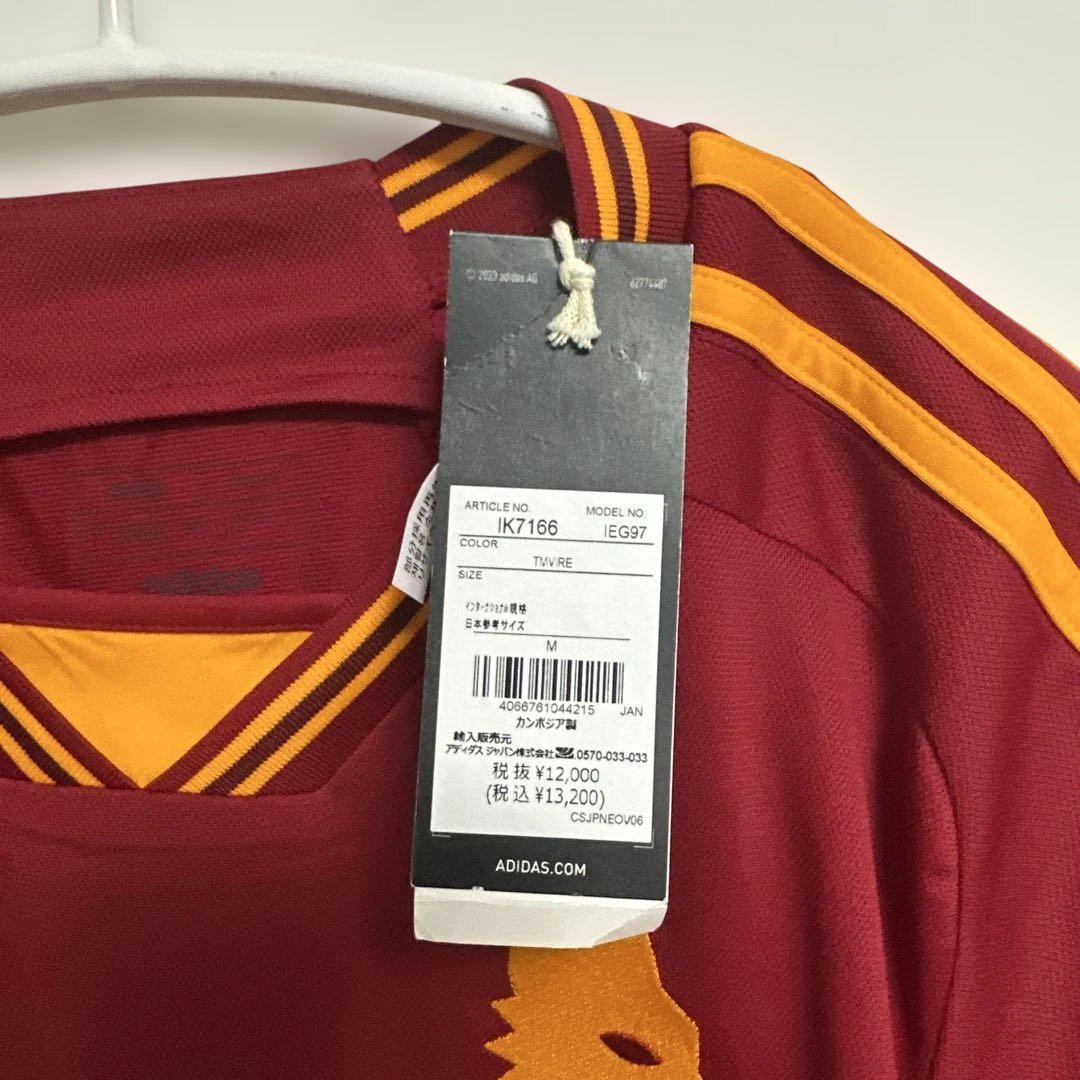 © 2023 adidas AG
62774407
ARTICLE NO. MODEL NO.
IK7166 IEG97
COLOR
TMVIRE
SIZE
インターナショナル規格
日本参考サイズ
M
4066761044215 JAN
カンボジア製
輸入販売元
アディダス ジャパン株式会社 0570-033-033
税抜 ¥12,000
(税込 ¥13,200)
CSJPNEOV06
ADIDAS.COM